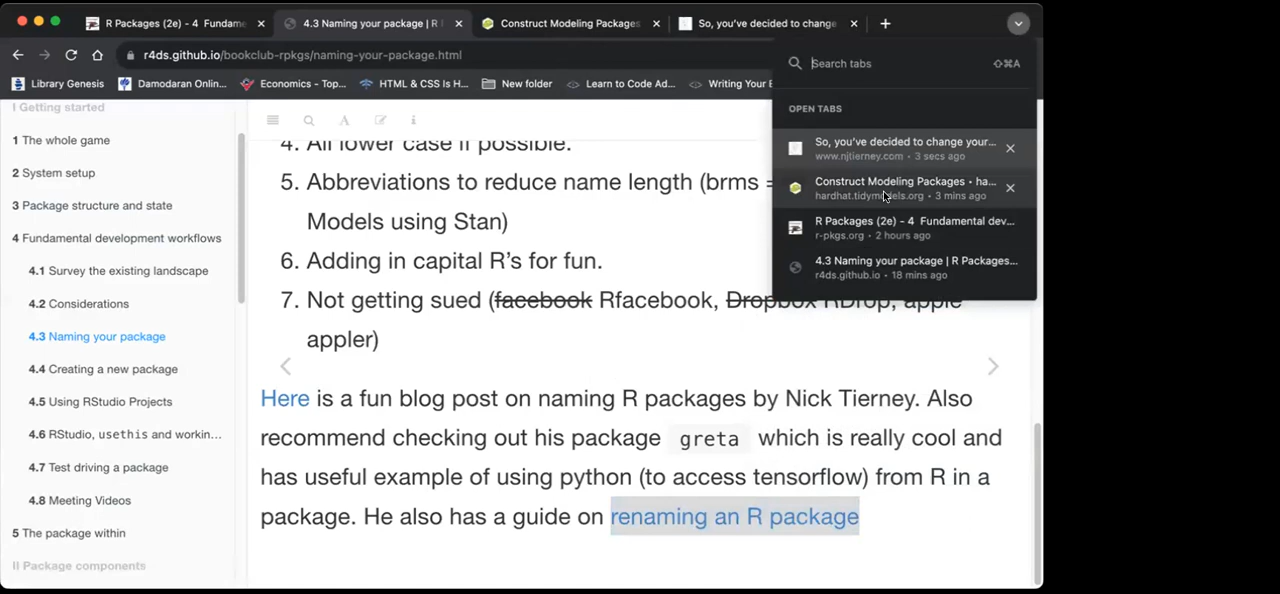 R Packages (2e) - 4 Fundame
4.3 Naming your package | R
Construct Modeling Packages
So, you've decided to change
r4ds.github.io/bookclub-rpkgs/naming-your-package.html
Library Genesis
Damodaran Onlin...
Economics - Top...
HTML & CSS Is H...
New folder
Learn to Code Ad...
Writing Your
Search tabs
⇧⌘A
OPEN TABS
So, you've decided to change your...
www.njtierney.com • 3 secs ago
Construct Modeling Packages • ha...
hardhat.tidymodels.org • 3 mins ago
R Packages (2e) - 4 Fundamental dev...
r-pkgs.org • 2 hours ago
4.3 Naming your package | R Packages...
r4ds.github.io • 18 mins ago
I Getting started
1 The whole game
2 System setup
3 Package structure and state
4 Fundamental development workflows
4.1 Survey the existing landscape
4.2 Considerations
4.3 Naming your package
4.4 Creating a new package
4.5 Using RStudio Projects
4.6 RStudio, usethis and workin...
4.7 Test driving a package
4.8 Meeting Videos
5 The package within
II Package components
4. All lower case if possible.
5. Abbreviations to reduce name length (brms =
Models using Stan)
6. Adding in capital R's for fun.
7. Not getting sued (facebook Rfacebook, Dropbox RDrop, apple
appler)
Here is a fun blog post on naming R packages by Nick Tierney. Also
recommend checking out his package greta which is really cool and
has useful example of using python (to access tensorflow) from R in a
package. He also has a guide on renaming an R package